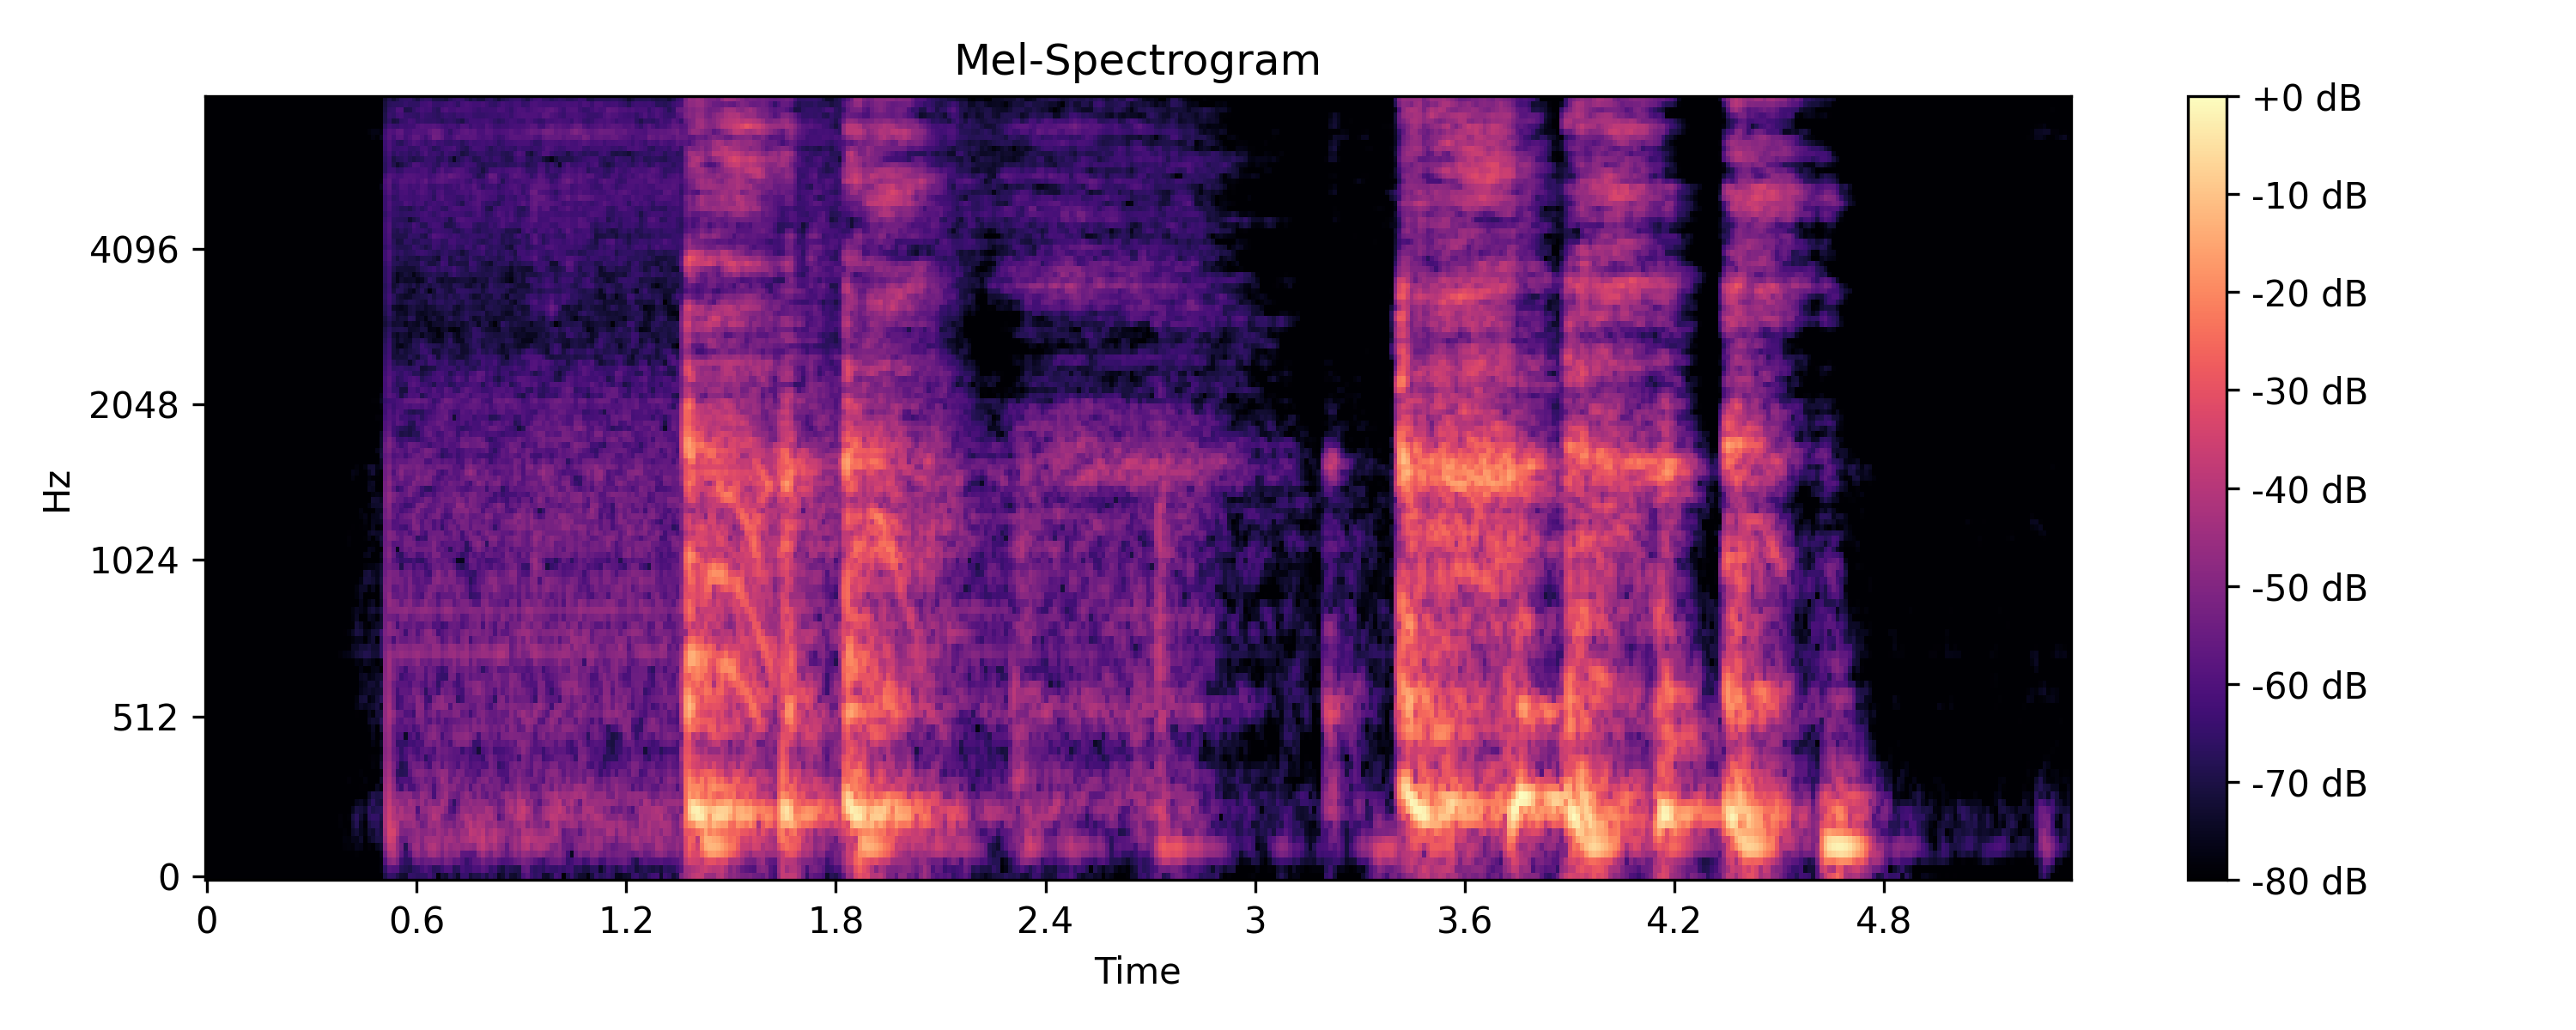 Mel-Spectrogram
+0 dB
-10 dB
-20 dB
-30 dB
-40 dB
-50 dB
-60 dB
-70 dB
-80 dB
Hz
4096
2048
1024
512
0
0 0.6 1.2 1.8 2.4 3 3.6 4.2 4.8
Time